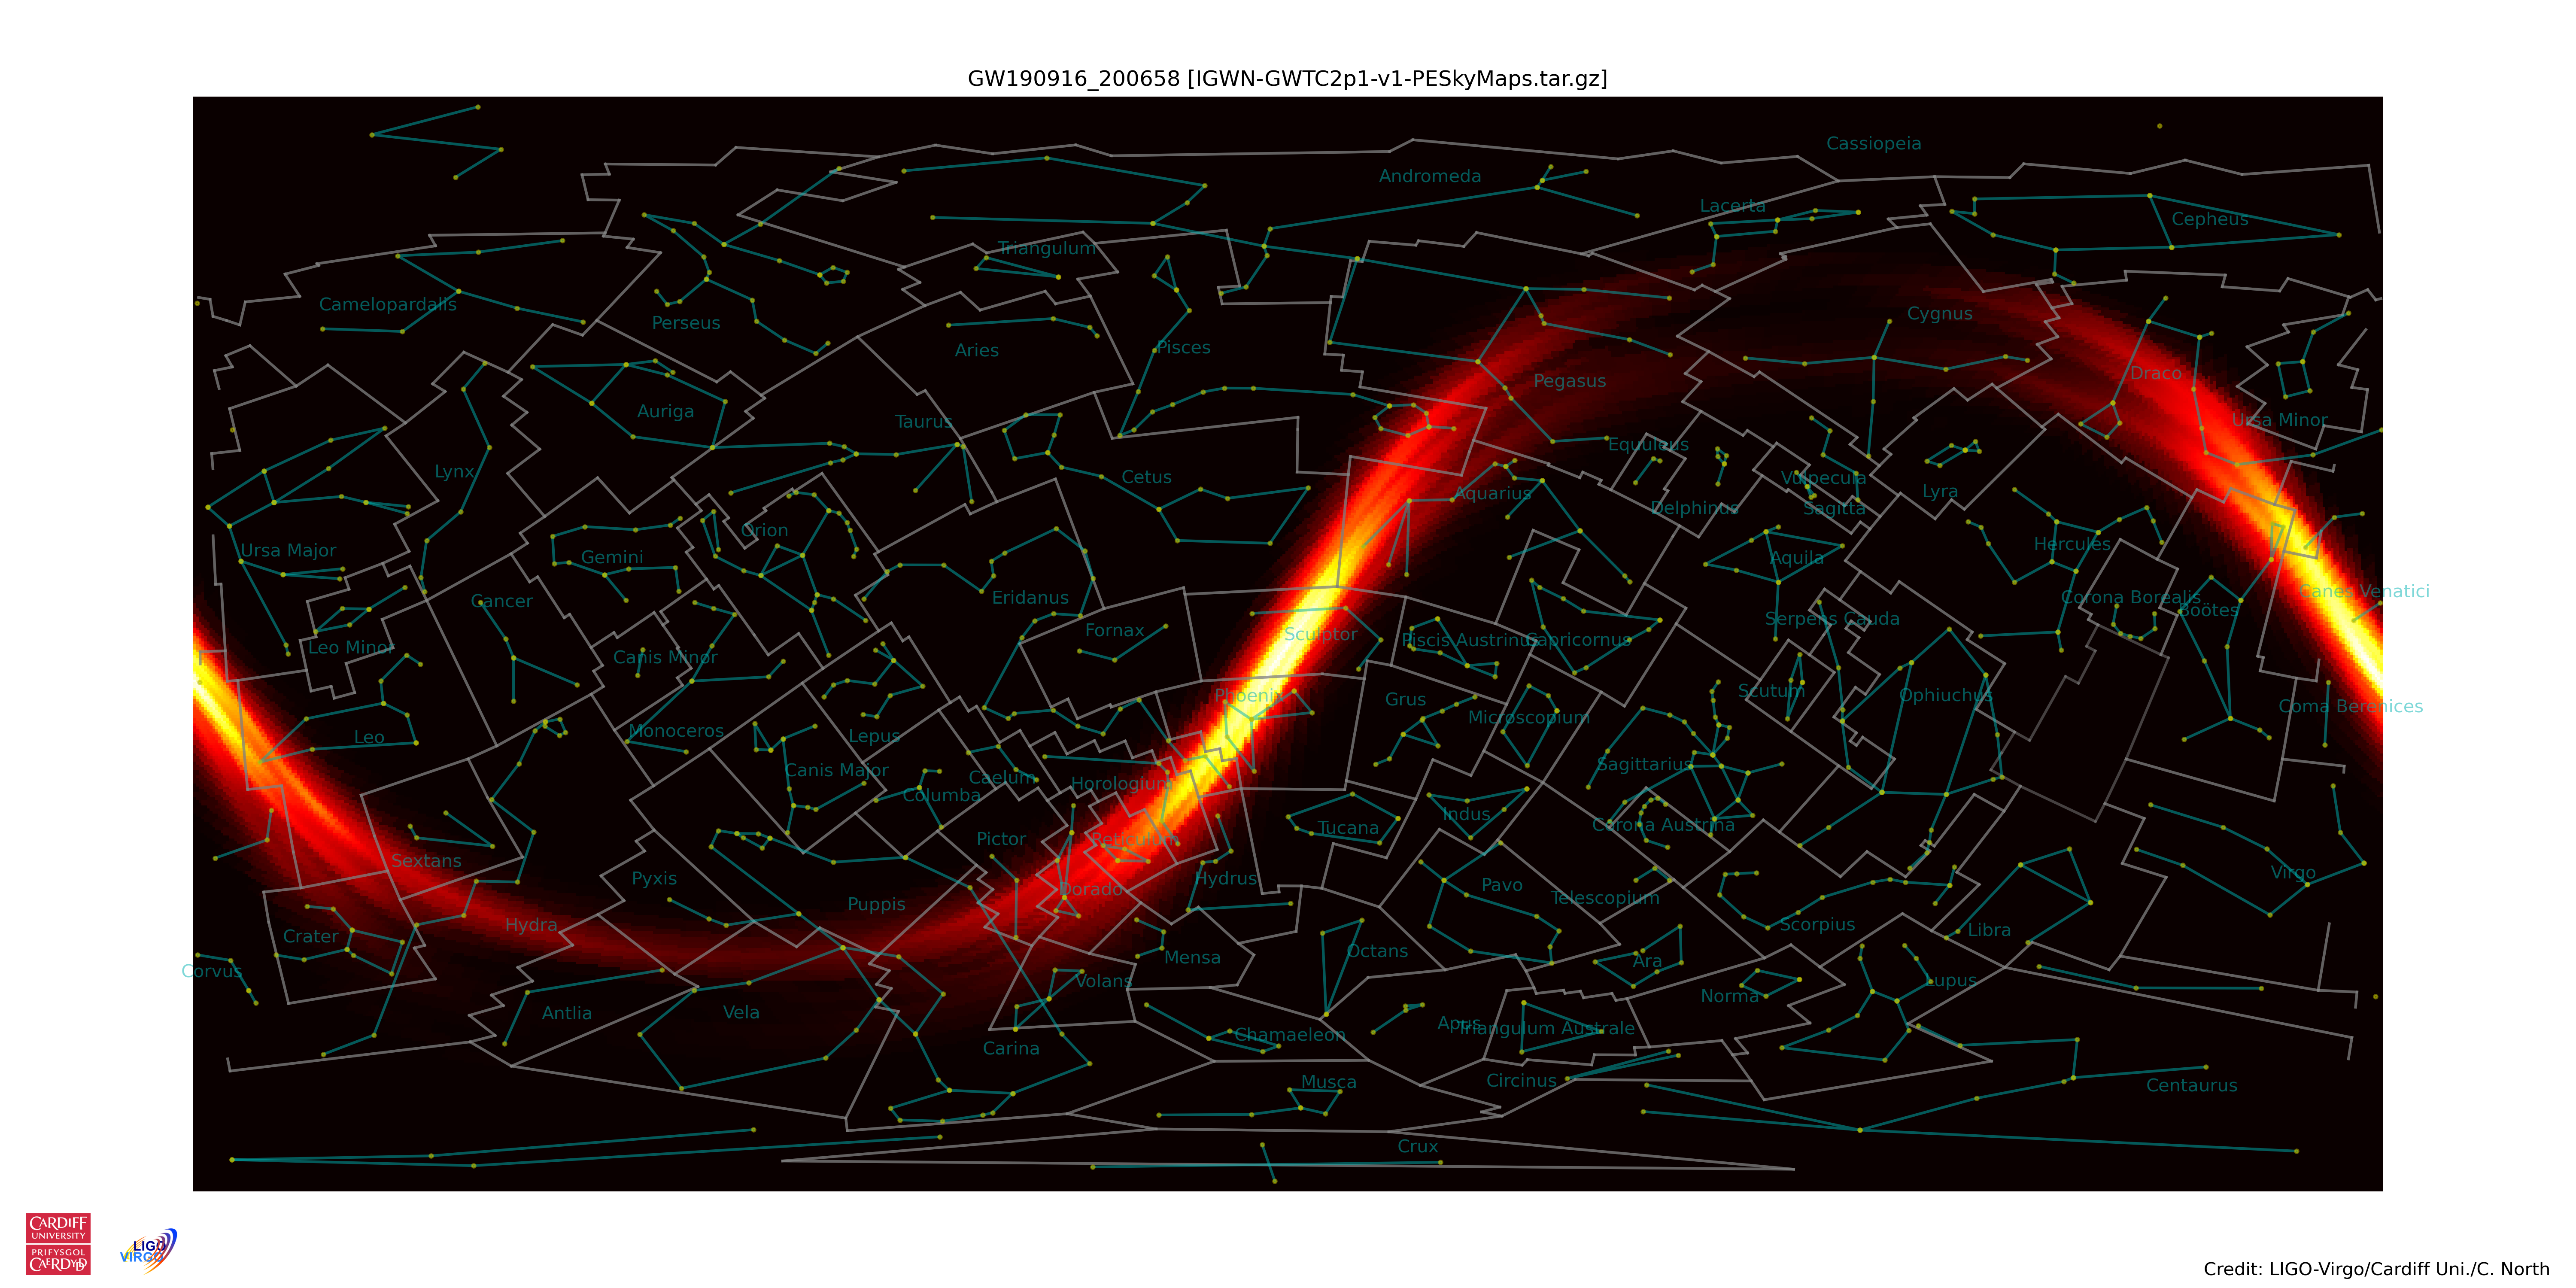 GW190916_200658 [IGWN-GWTC2p1-v1-PESkyMaps.tar.gz]
Cassiopeia
Andromeda
Lacerta
Cepheus
Triangulum
Camelopardalis
Cygnus
Perseus
Pisces
Aries
Draco
Pegasus
Auriga
Ursa Minor
Taurus
Equuleus
Lynx
Cetus
Vulpecula
Lyra
Aquarius
Delphinus
Sagitta
Orion
Hercules
Ursa Major
Gemini
Aquila
Canes Venatici
Cancer
Eridanus
Corona Borealis
Boötes
Serpens Cauda
Fornax
Sculptor
Piscis Austrinus
Capricornus
Leo Minor
Canis Minor
Scutum
Phoenix
Ophiuchus
Grus
Coma Berenices
Microscopium
Monoceros
Lepus
Leo
Sagittarius
Canis Major
Caelum
Horologium
Columba
Indus
Corona Austrina
Tucana
Pictor
Reticulum
Sextans
Virgo
Pyxis
Hydrus
Pavo
Dorado
Telescopium
Puppis
Hydra
Scorpius
Libra
Crater
Octans
Mensa
Ara
Corvus
Volans
Lupus
Norma
Antlia
Vela
Apus
Triangulum Australe
Chamaeleon
Carina
Circinus
Musca
Centaurus
Crux
CARDIFF
UNIVERSITY
PRIFYSGOL
CAERDYDD
LIGO
VIRGO
Credit: LIGO-Virgo/Cardiff Uni./C. North